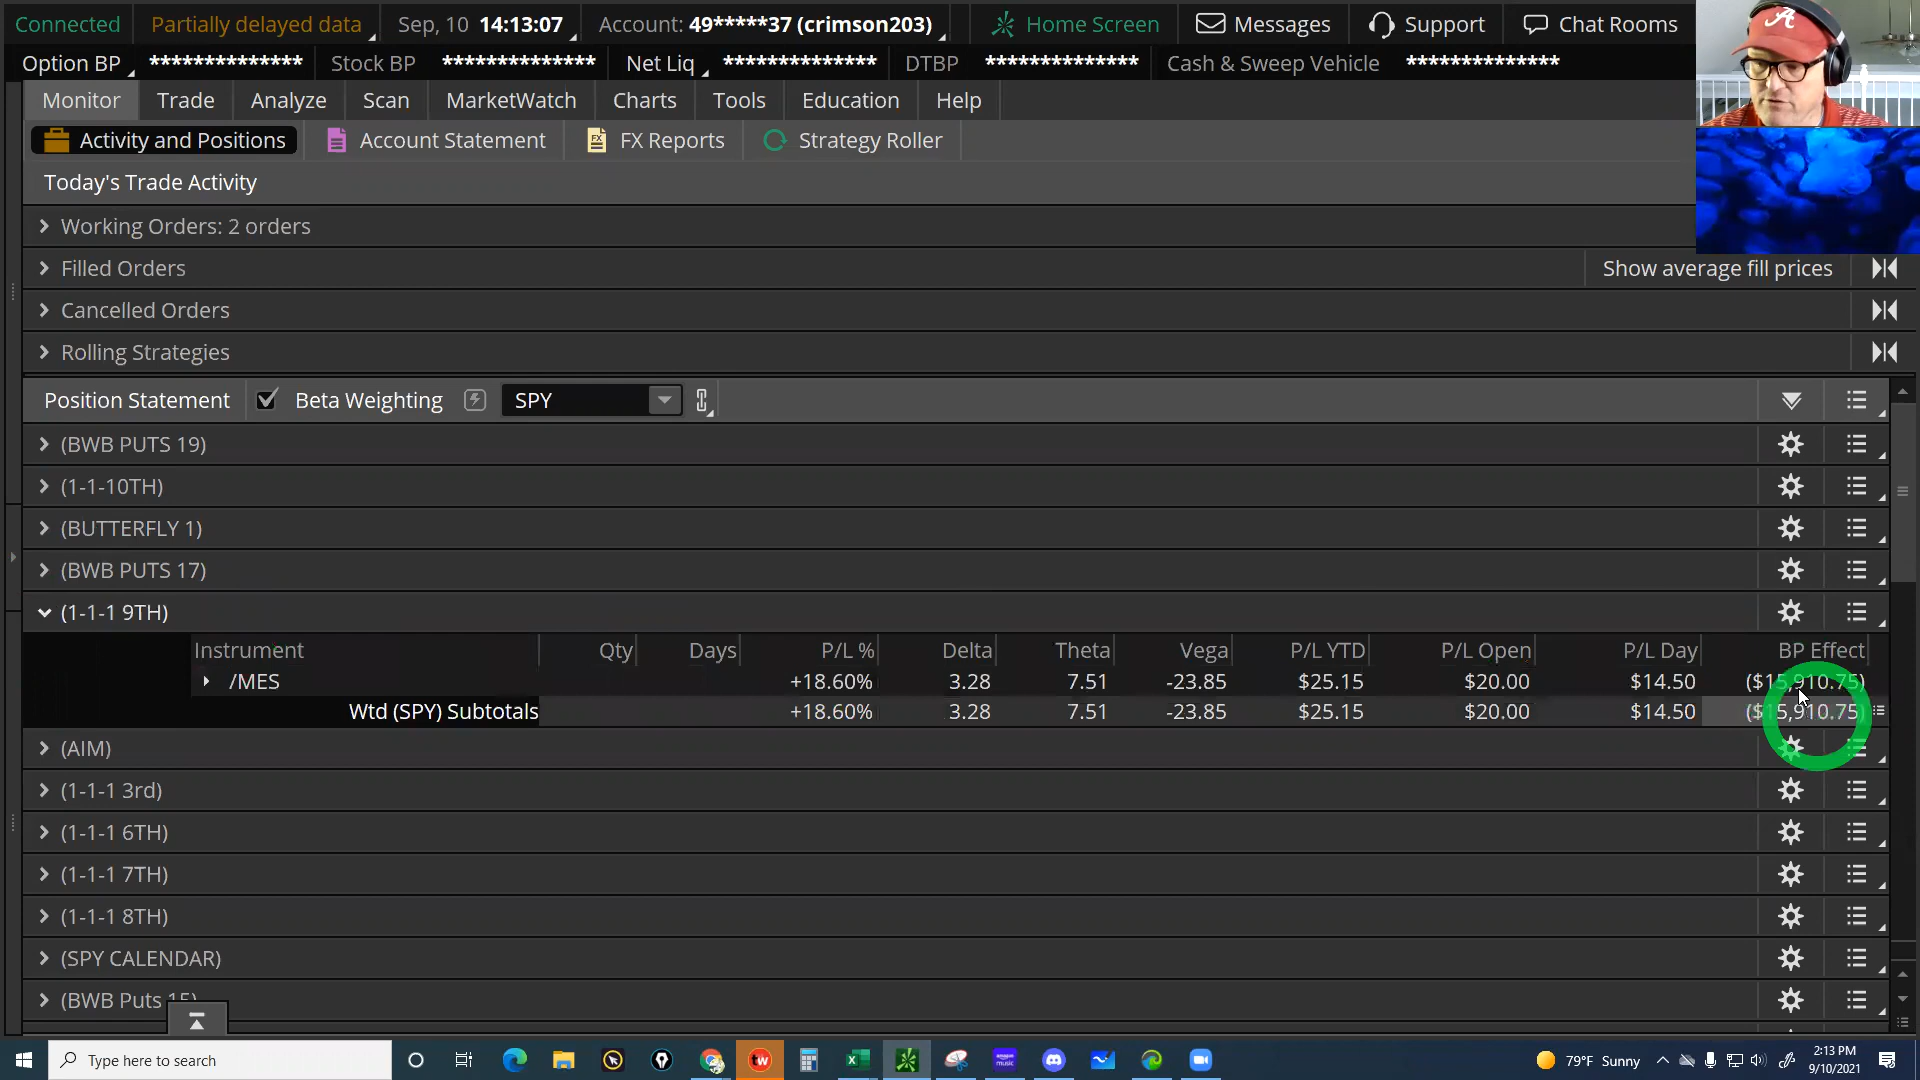 Connected Partially delayed data Sep, 10 14:13:07 Account: 49*****37 (crimson203) Home Screen Messages Support Chat Rooms
Option BP ************** Stock BP ************** Net Liq ************** DTBP ************** Cash & Sweep Vehicle **************
Monitor Trade Analyze Scan MarketWatch Charts Tools Education Help
Activity and Positions Account Statement FX FX Reports Strategy Roller
Today's Trade Activity
Working Orders: 2 orders
Filled Orders Show average fill prices
Cancelled Orders
Rolling Strategies
Position Statement Beta Weighting SPY
(BWB PUTS 19)
(1-1-10TH)
(BUTTERFLY 1)
(BWB PUTS 17)
(1-1-1 9TH)
Instrument Qty Days P/L % Delta Theta Vega P/L YTD P/L Open P/L Day BP Effect
/MES +18.60% 3.28 7.51 -23.85 $25.15 $20.00 $14.50 ($15,910.75)
Wtd (SPY) Subtotals +18.60% 3.28 7.51 -23.85 $25.15 $20.00 $14.50 ($15,910.75)
(AIM)
(1-1-1 3rd)
(1-1-1 6TH)
(1-1-1 7TH)
(1-1-1 8TH)
(SPY CALENDAR)
(BWB Puts 15)
Type here to search tw 79°F Sunny 2:13 PM
9/10/2021